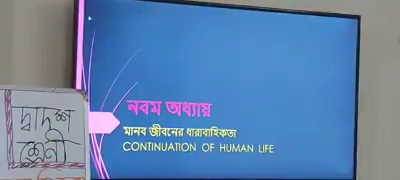 নবম অধ্যায়
মানব জীবনের ধারাবাহিকতা
CONTINUATION OF HUMAN LIFE
দ্বাদশ
শ্রেণী